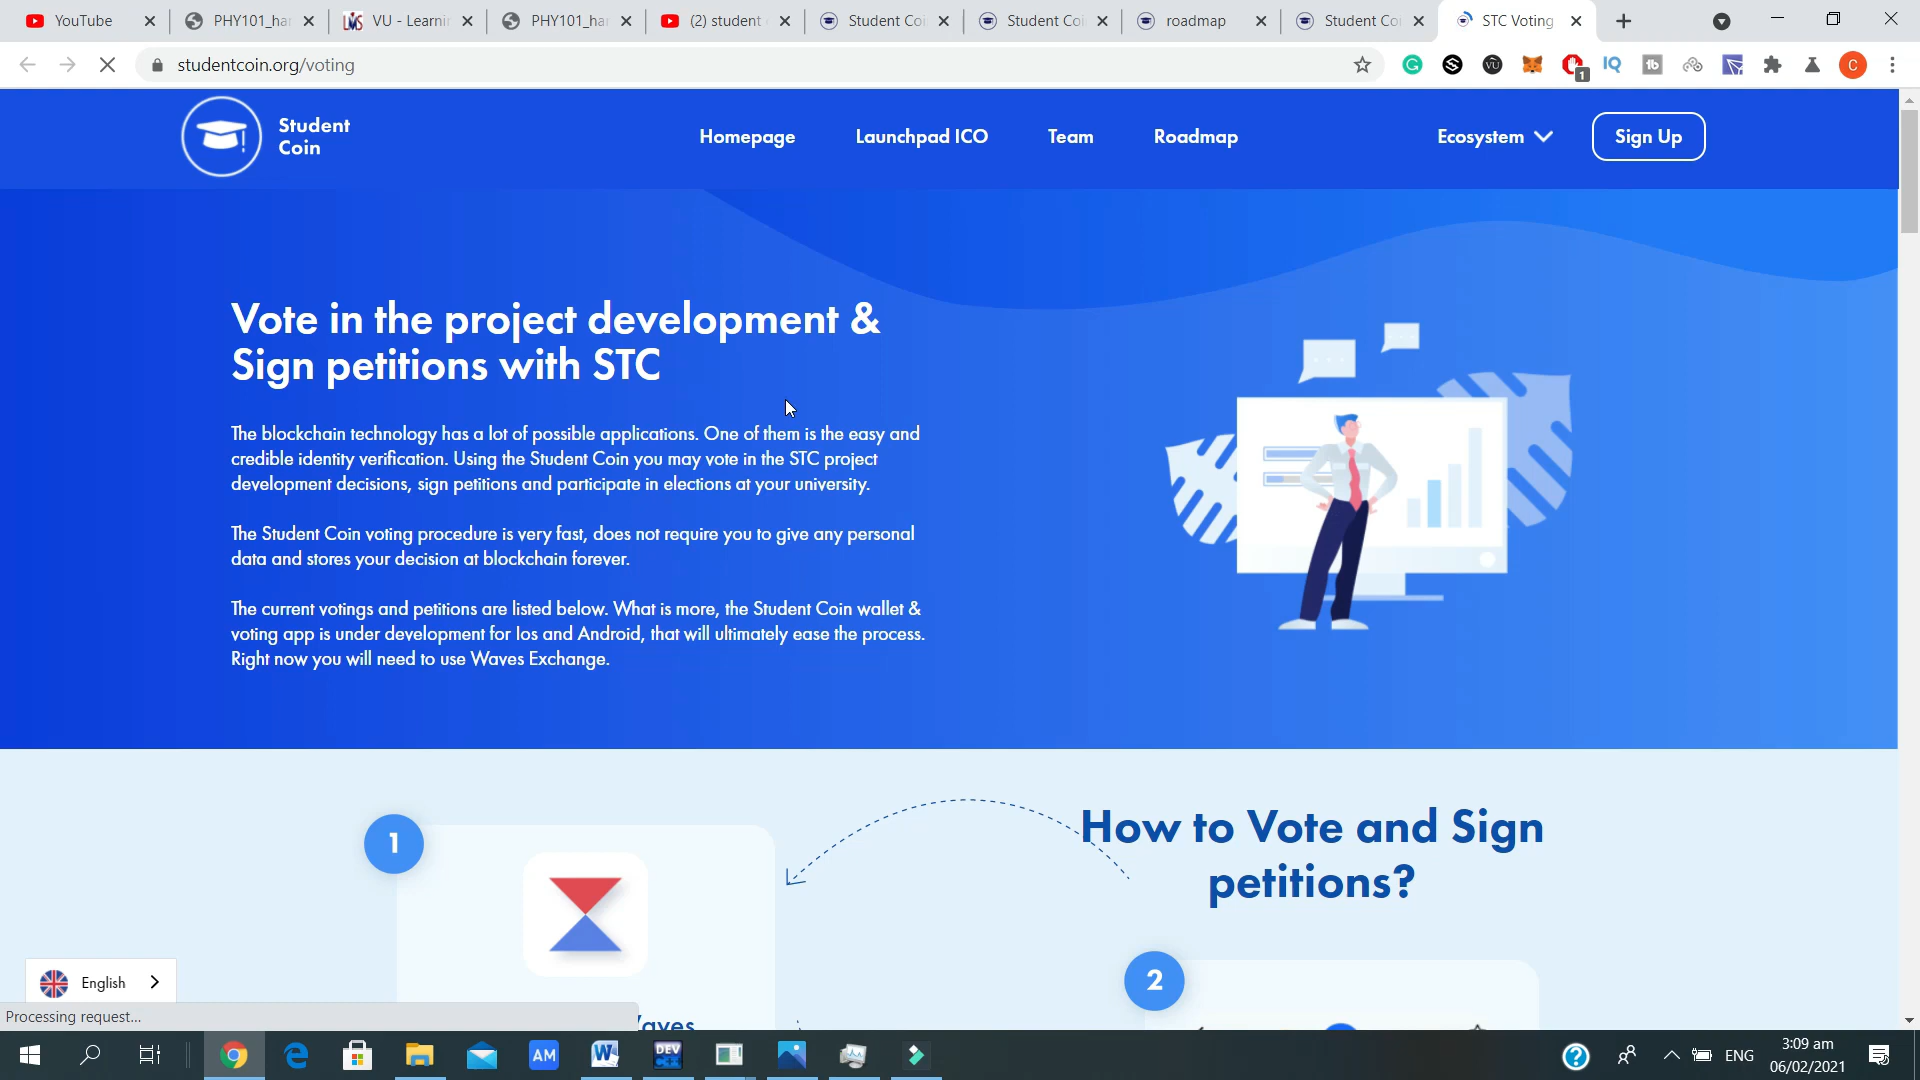 YouTube
PHY101_ha
VU - Learni
PHY101_ha
(2) student
Student Coi
Student Coi
roadmap
Student Coi
STC Voting
studentcoin.org/voting
1
C
Student
Coin
Homepage
Launchpad ICO
Team
Roadmap
Ecosystem
Sign Up
Vote in the project development &
Sign petitions with STC
The blockchain technology has a lot of possible applications. One of them is the easy and
credible identity verification. Using the Student Coin you may vote in the STC project
development decisions, sign petitions and participate in elections at your university.
The Student Coin voting procedure is very fast, does not require you to give any personal
data and stores your decision at blockchain forever.
The current votings and petitions are listed below. What is more, the Student Coin wallet &
voting app is under development for Ios and Android, that will ultimately ease the process.
Right now you will need to use Waves Exchange.
How to Vote and Sign
petitions?
1
2
English
Processing request...
AM
DEV
ENG
3:09 am
06/02/2021